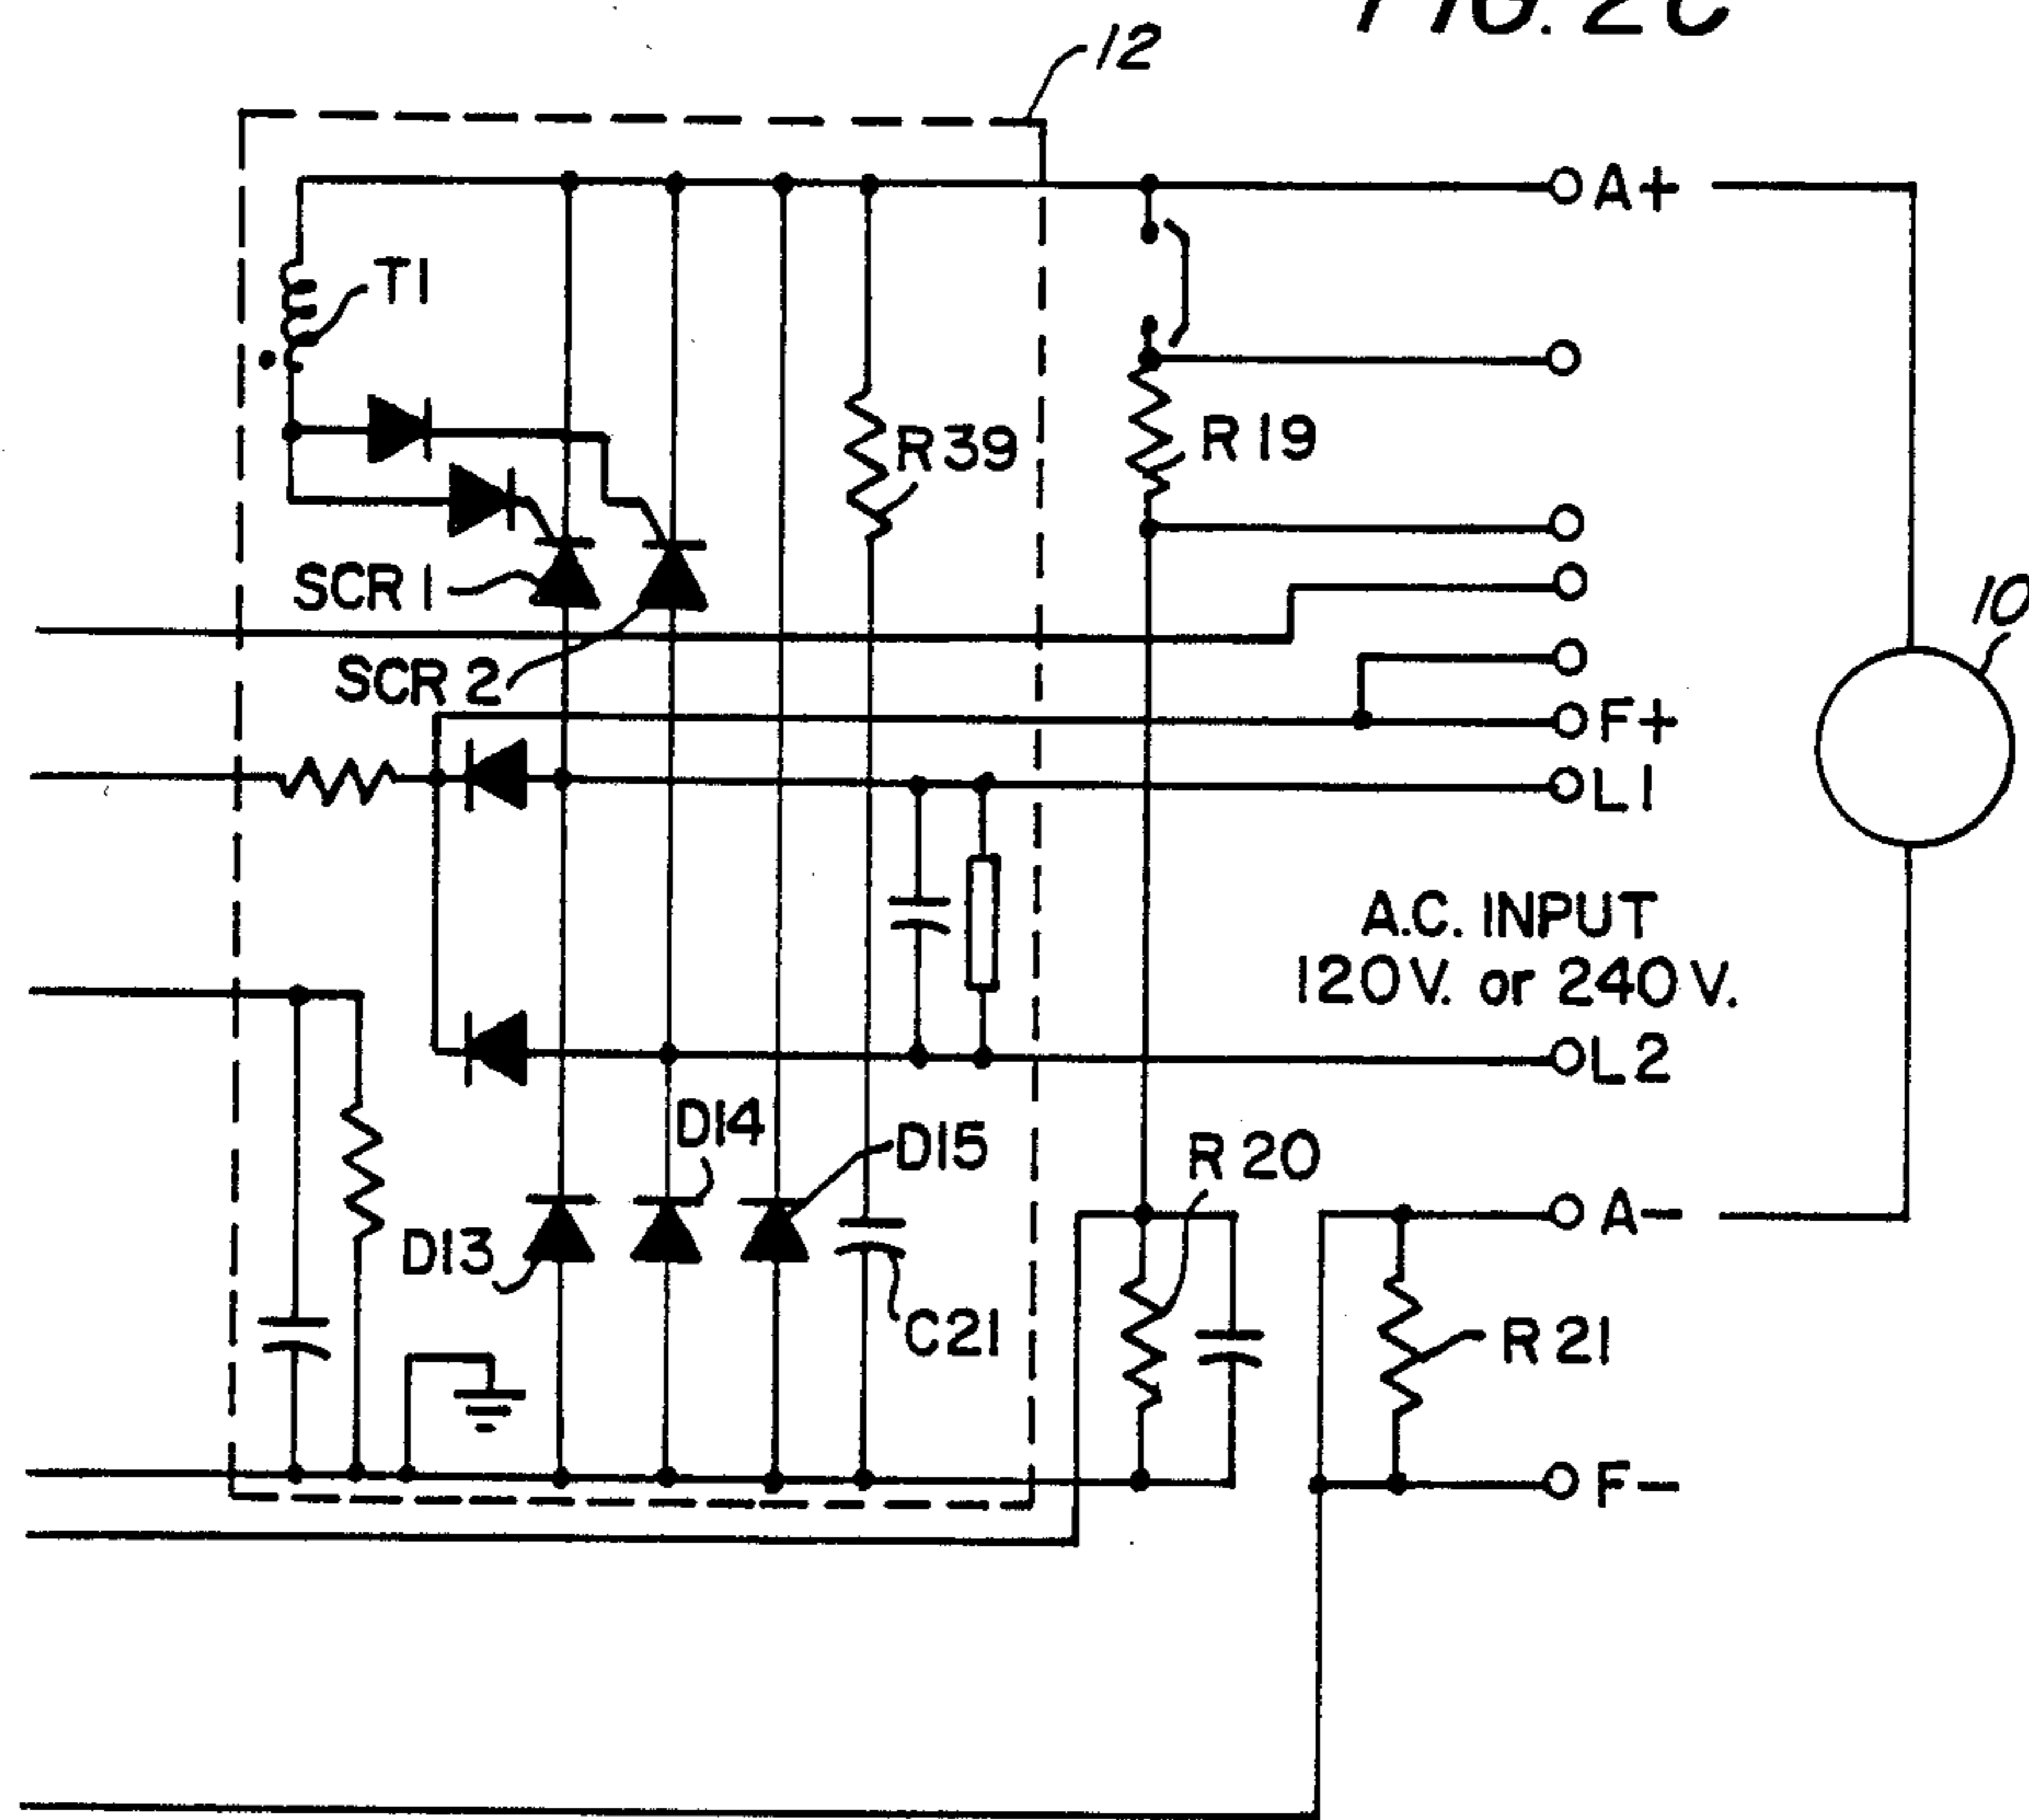 FIG. 2C
12
A+
T1
R39
R19
SCR 1
10
SCR 2
F+
L1
A.C. INPUT
120V. or 240V.
L2
D14
D15
R20
A-
D13
C21
R21
F-